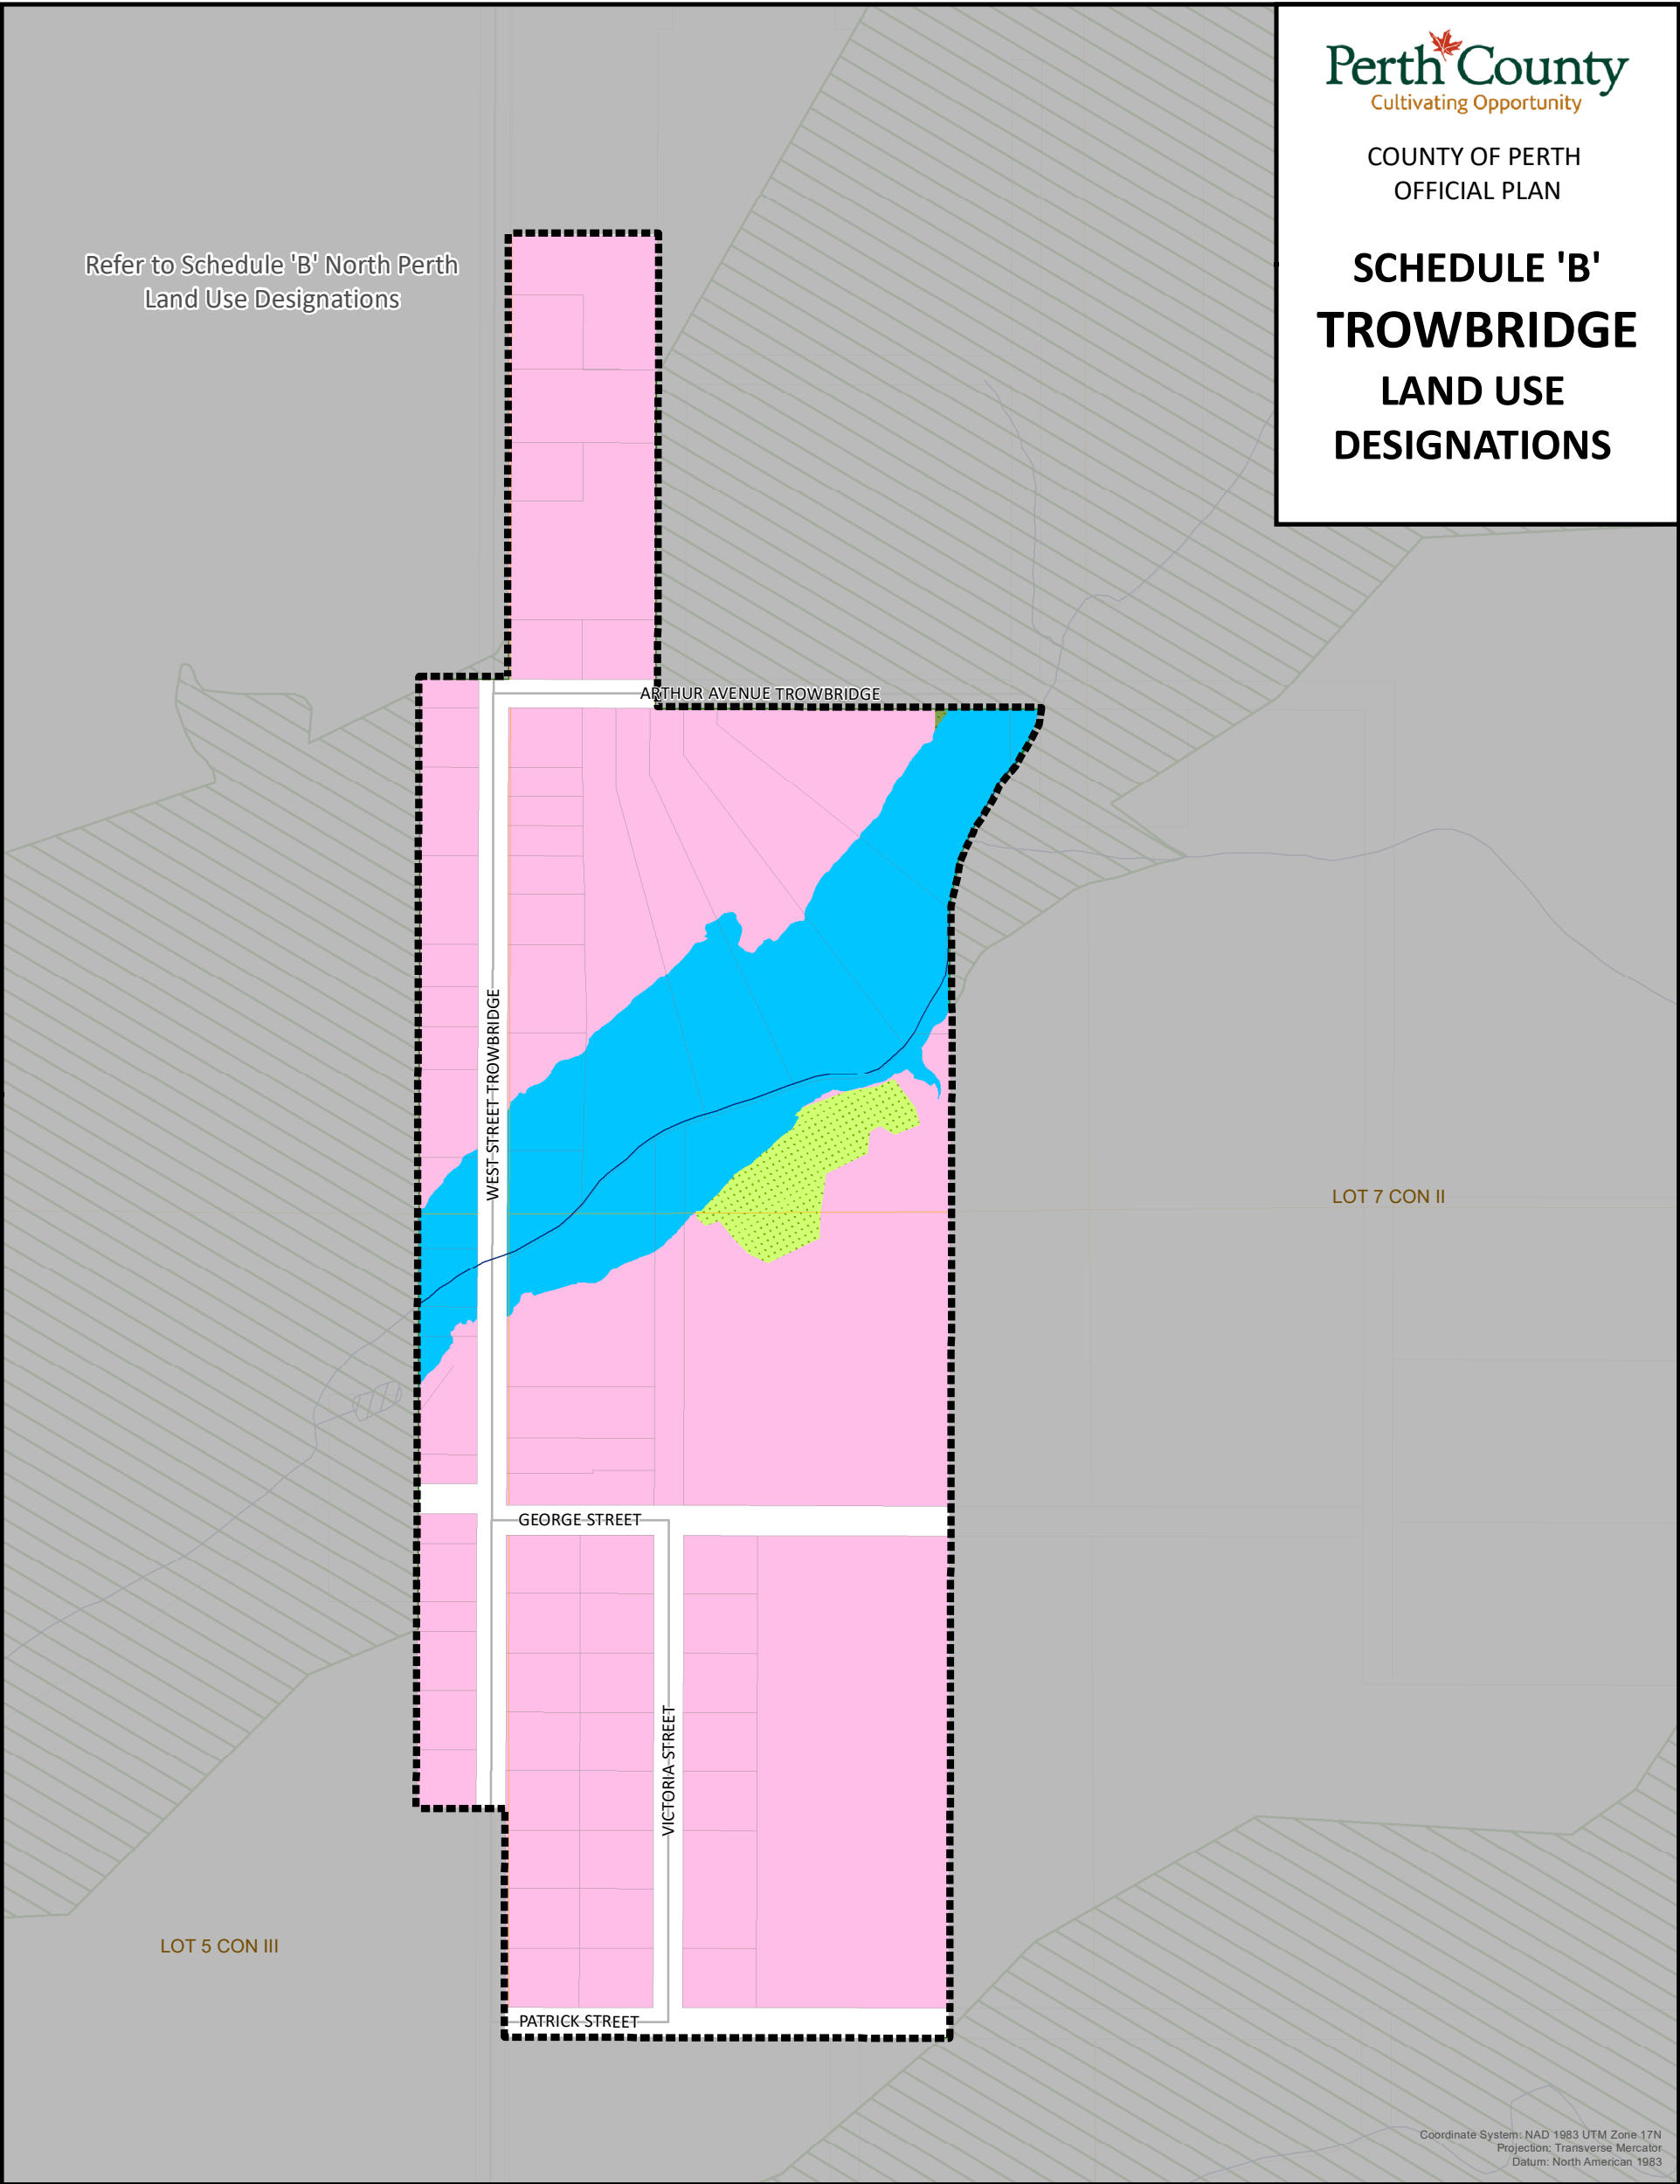 Perth County
Cultivating Opportunity
COUNTY OF PERTH
OFFICIAL PLAN
SCHEDULE 'B'
TROWBRIDGE
LAND USE
DESIGNATIONS
Refer to Schedule 'B' North Perth
Land Use Designations
ARTHUR AVENUE TROWBRIDGE
WEST STREET TROWBRIDGE
LOT 7 CON II
GEORGE STREET
VICTORIA STREET
LOT 5 CON III
PATRICK STREET
Coordinate System: NAD 1983 UTM Zone 17N
Projection: Transverse Mercator
Datum: North American 1983